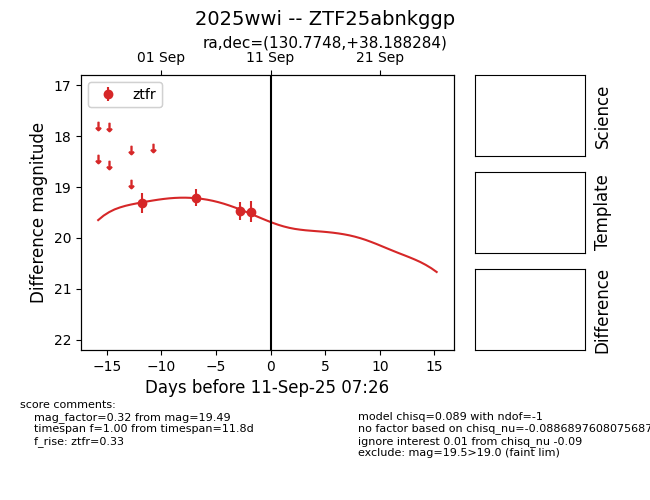 2025wwi -- ZTF25abnkggp
ra,dec=(130.7748,+38.188284)
01 Sep
11 Sep
21 Sep
ztfr
17
18
19
20
21
22
Difference magnitude
−15
−10
−5
0
5
10
15
Days before 11-Sep-25 07:26
Science
Template
Difference
score comments:
mag_factor=0.32 from mag=19.49
timespan f=1.00 from timespan=11.8d
f_rise: ztfr=0.33
model chisq=0.089 with ndof=-1
no factor based on chisq_nu=-0.0886897608075687
ignore interest 0.01 from chisq_nu -0.09
exclude: mag=19.5>19.0 (faint lim)